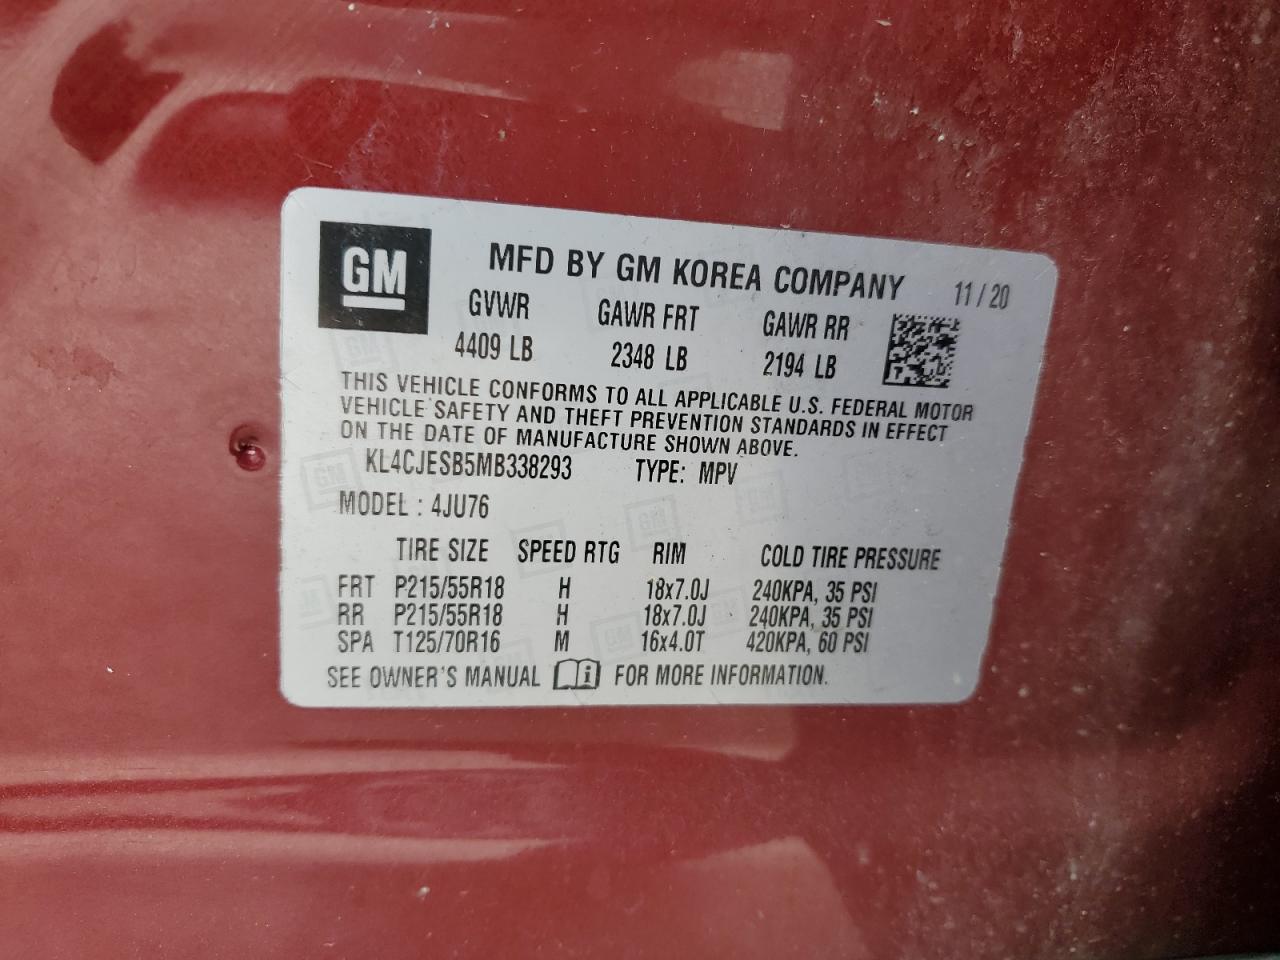 GM
MFD BY GM KOREA COMPANY 11/20
GVWR GAWR FRT GAWR RR
4409 LB 2348 LB 2194 LB
THIS VEHICLE CONFORMS TO ALL APPLICABLE U.S. FEDERAL MOTOR
VEHICLE SAFETY AND THEFT PREVENTION STANDARDS IN EFFECT
ON THE DATE OF MANUFACTURE SHOWN ABOVE.
KL4CJESB5MB338293 TYPE: MPV
MODEL : 4JU76
TIRE SIZE SPEED RTG RIM COLD TIRE PRESSURE
FRT P215/55R18 H 18x7.0J 240KPA, 35 PSI
RR P215/55R18 H 18x7.0J 240KPA, 35 PSI
SPA T125/70R16 M 16x4.0T 420KPA, 60 PSI
SEE OWNER'S MANUAL i FOR MORE INFORMATION.